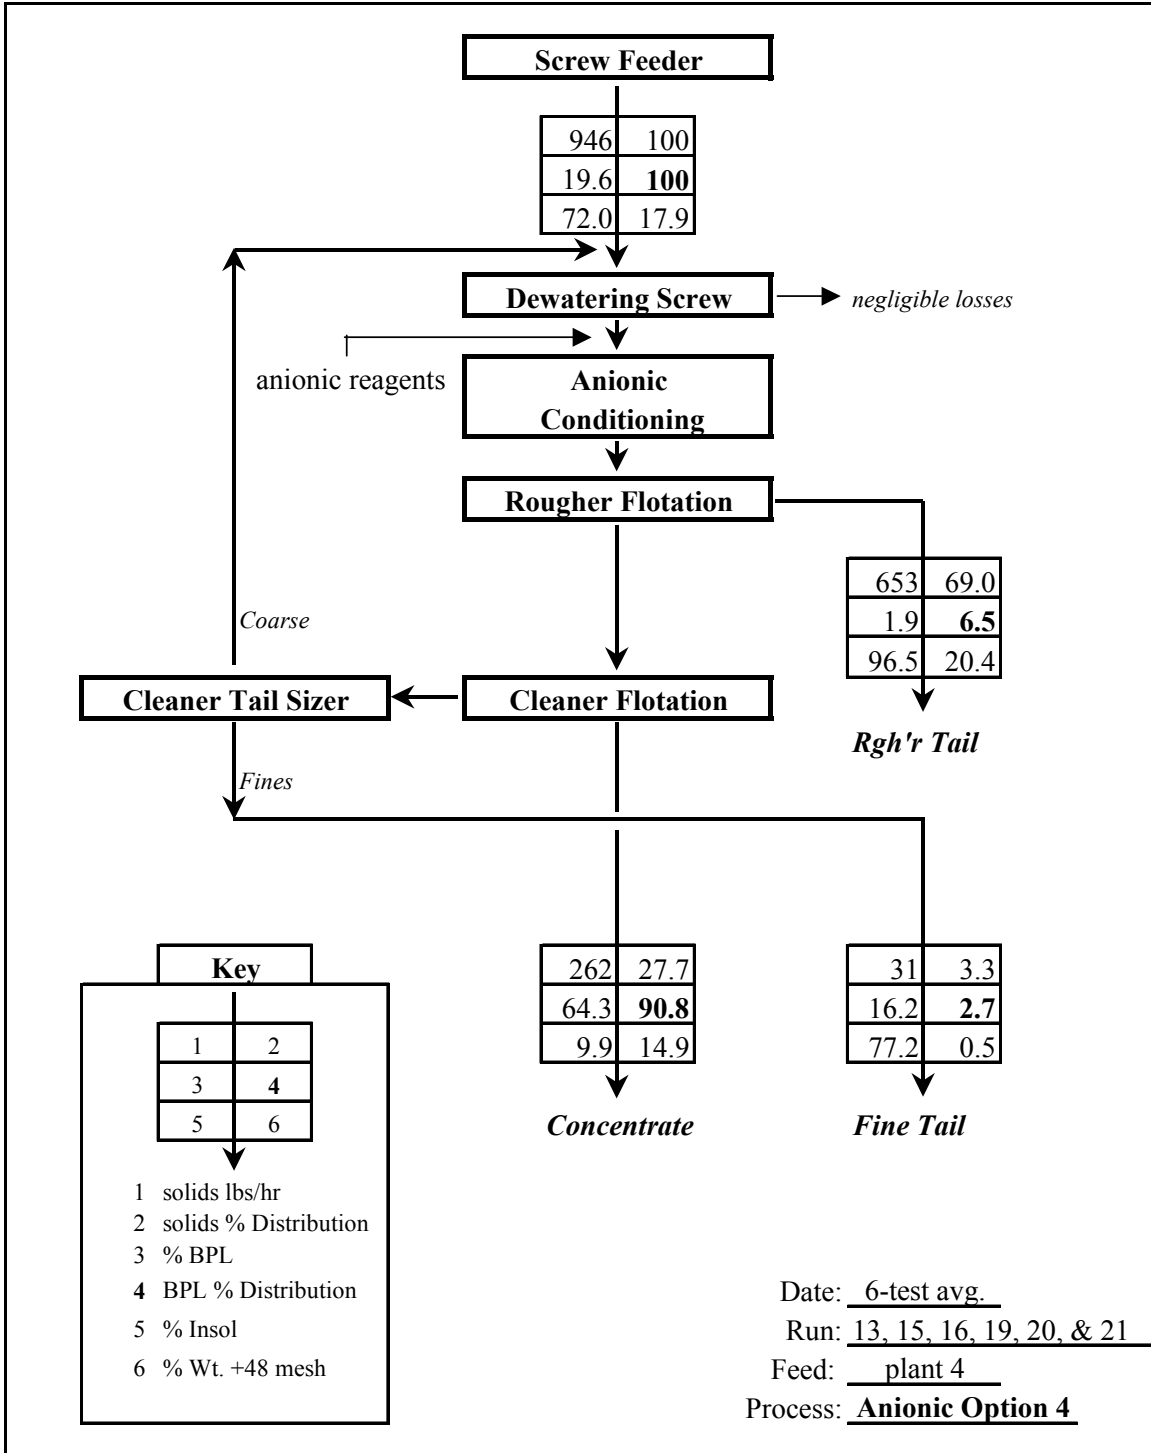 Screw Feeder
946 100
19.6 100
72.0 17.9
Dewatering Screw
negligible losses
anionic reagents
Anionic
Conditioning
Rougher Flotation
653 69.0
1.9 6.5
96.5 20.4
Rgh'r Tail
Coarse
Cleaner Tail Sizer
Cleaner Flotation
Fines
262 27.7
64.3 90.8
9.9 14.9
Concentrate
31 3.3
16.2 2.7
77.2 0.5
Fine Tail
Key
1 2
3 4
5 6
1 solids lbs/hr
2 solids % Distribution
3 % BPL
4 BPL % Distribution
5 % Insol
6 % Wt. +48 mesh
Date: 6-test avg.
Run: 13, 15, 16, 19, 20, & 21
Feed: plant 4
Process: Anionic Option 4